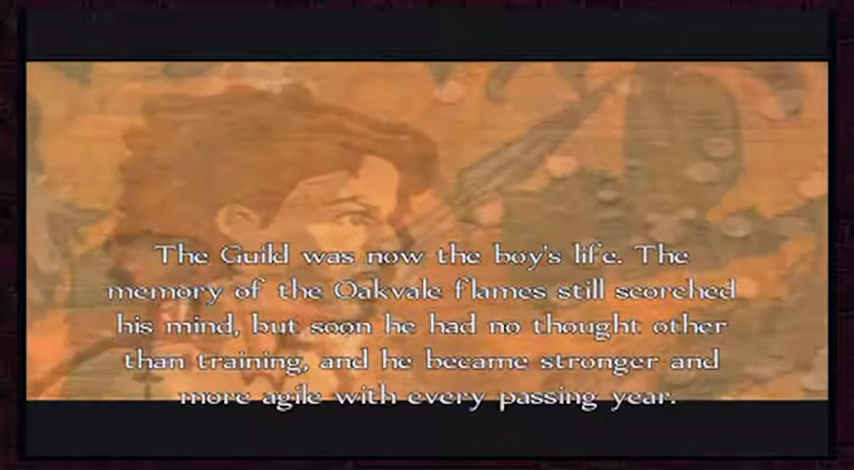 The Guild was now the boy's life. The
memory of the Oakvale flames still scorched
his mind, but soon he had no thought other
than training, and he became stronger and
more agile with every passing year.